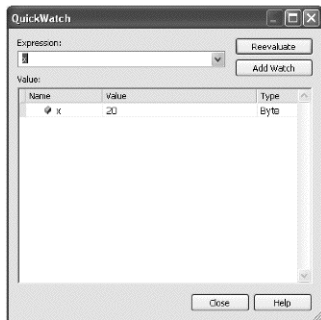 QuickWatch
Expression:
x
Reevaluate
Add Watch
Value:
Name Value Type
x 20 Byte
Close Help